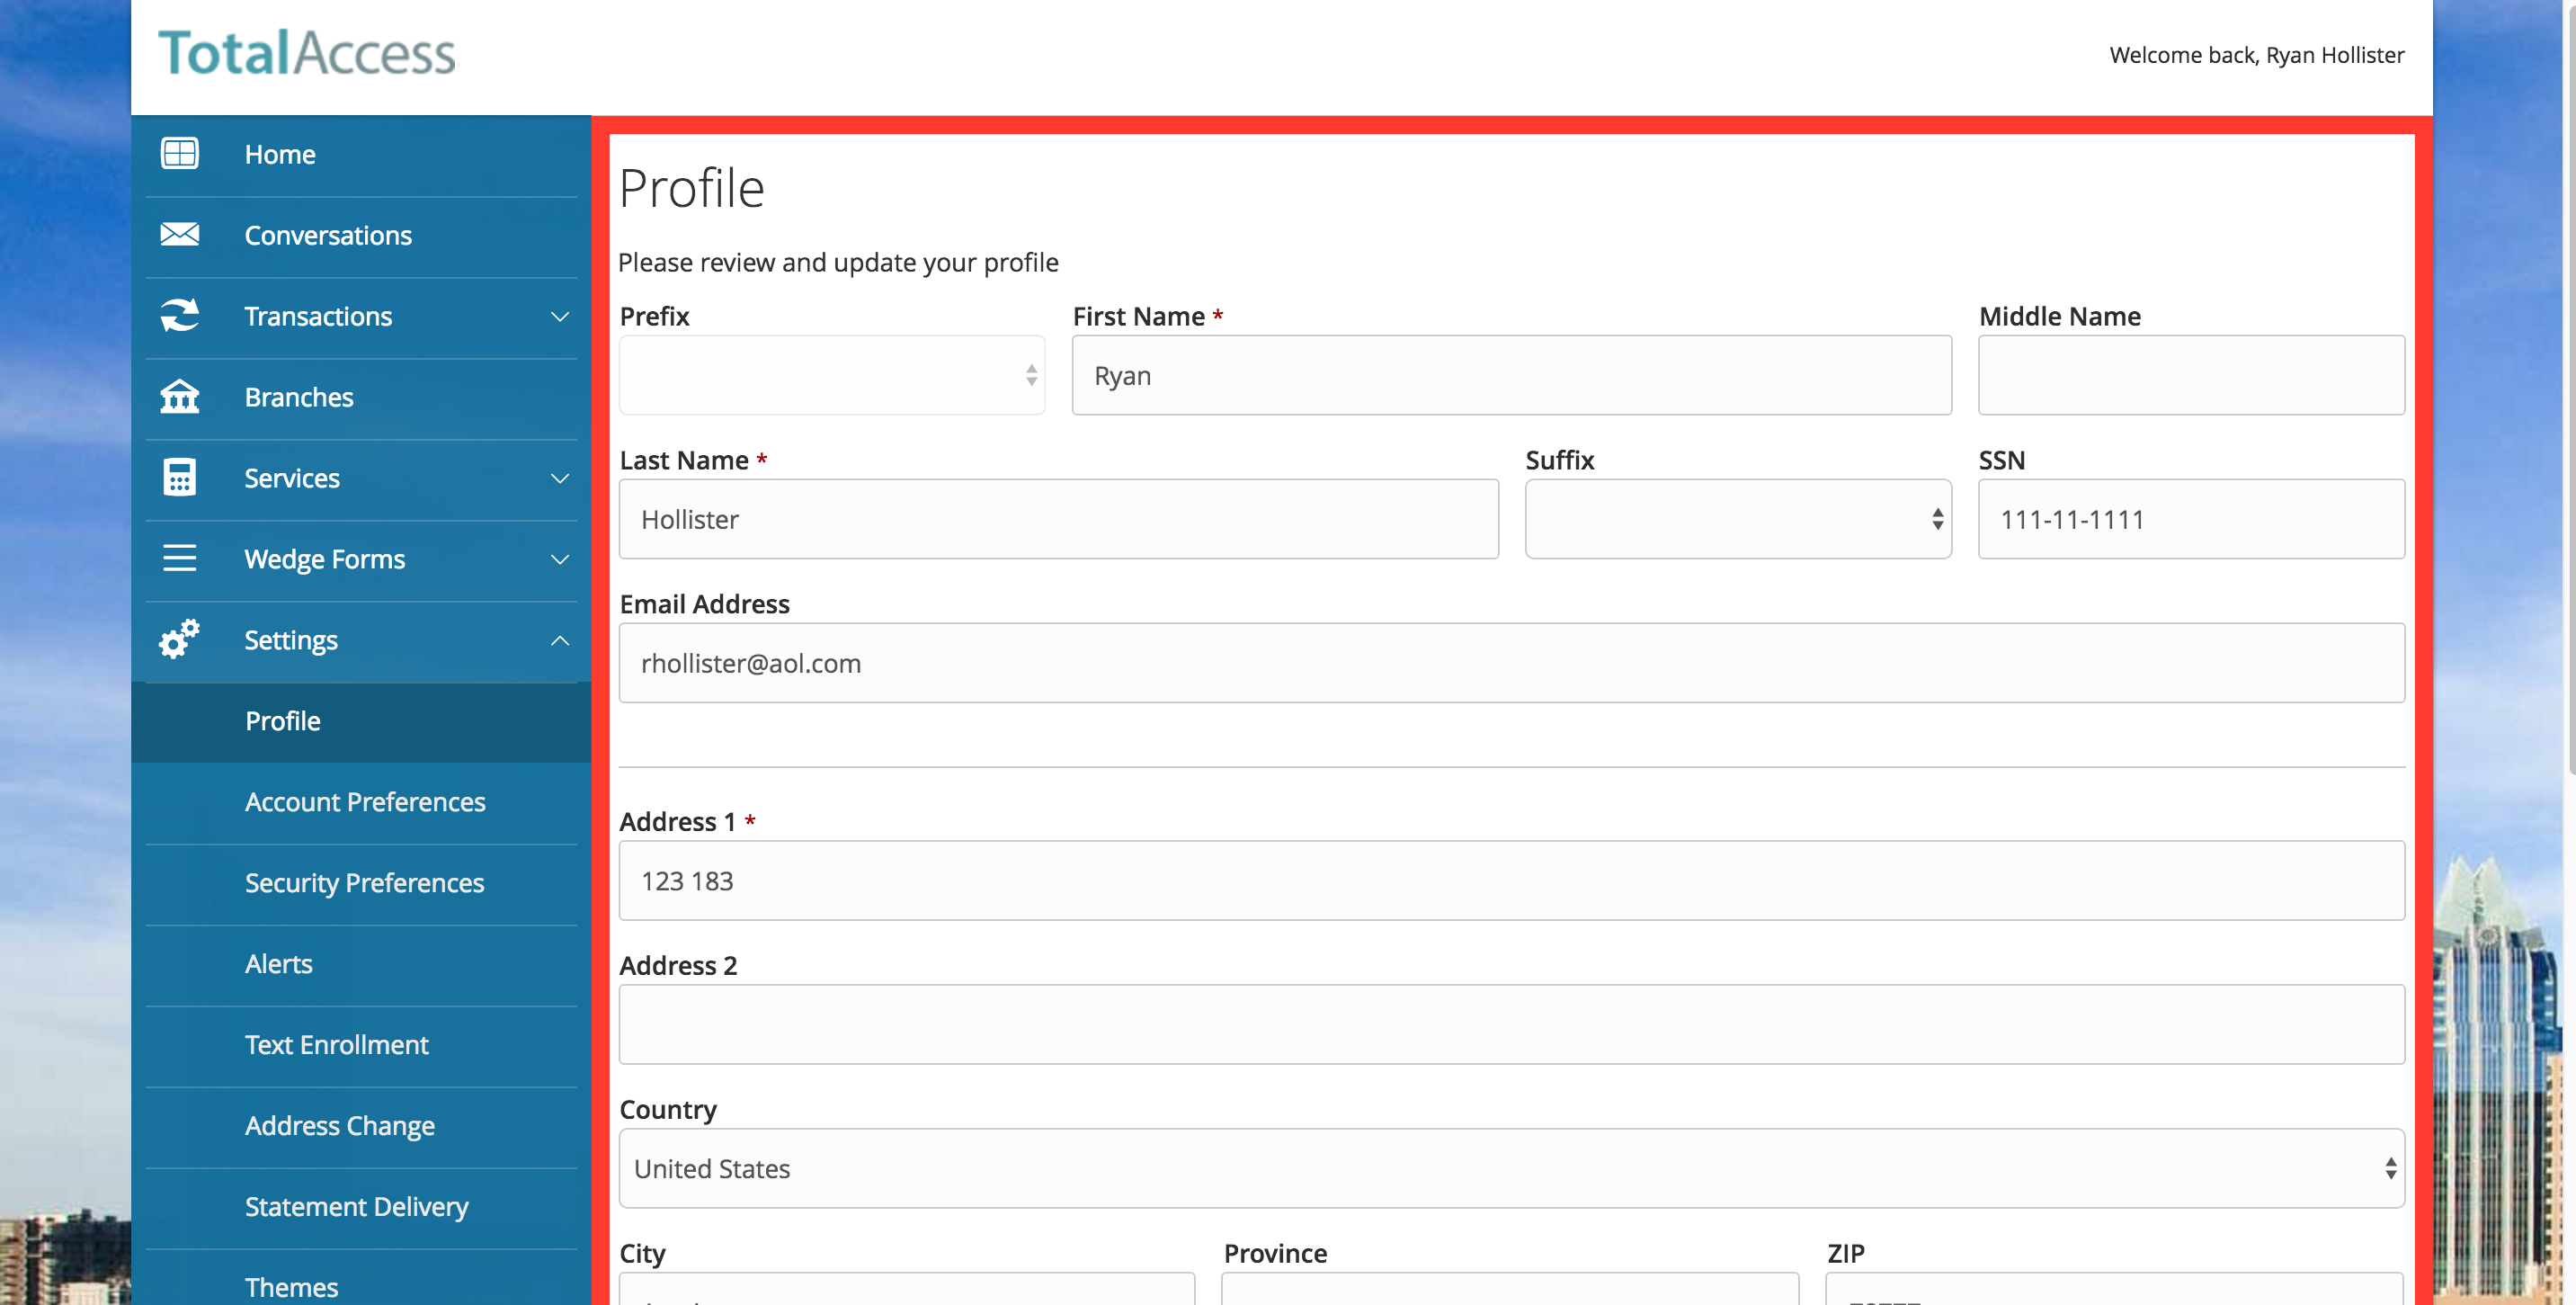 TotalAccess
Welcome back, Ryan Hollister
Home
Conversations
Transactions
Branches
Services
Wedge Forms
Settings
Profile
Account Preferences
Security Preferences
Alerts
Text Enrollment
Address Change
Statement Delivery
Themes
Profile
Please review and update your profile
Prefix First Name * Middle Name
Ryan
Last Name * Suffix SSN
Hollister 111-11-1111
Email Address
rhollister@aol.com
Address 1 *
123 183
Address 2
Country
United States
City Province ZIP